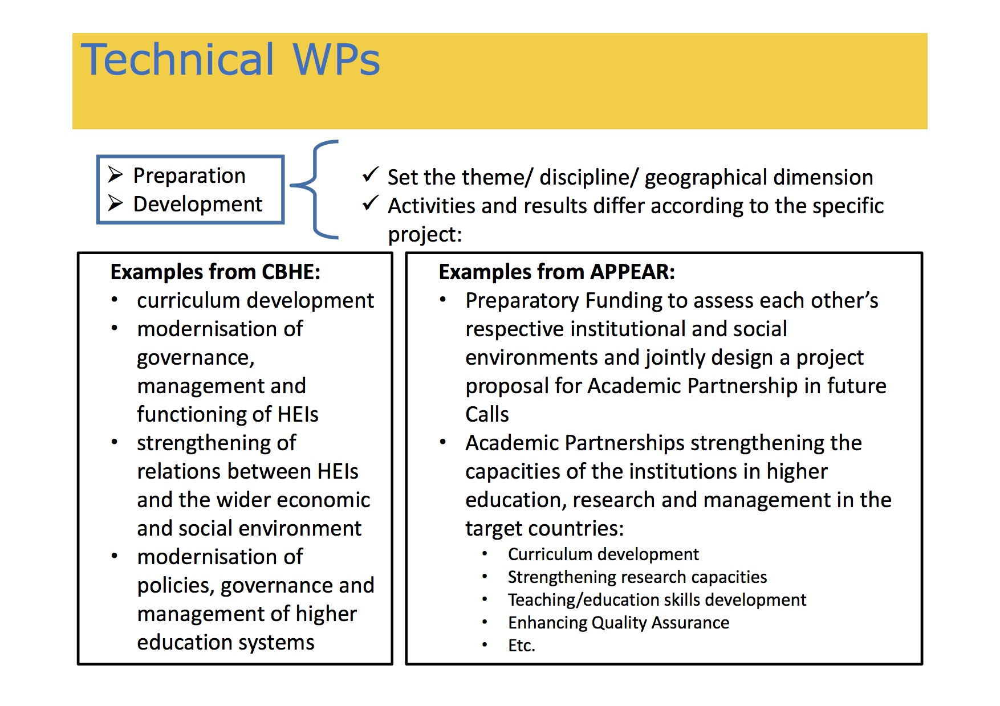 Technical WPs
➢ Preparation
➢ Development
✓ Set the theme/ discipline/ geographical dimension
✓ Activities and results differ according to the specific
project:
Examples from CBHE:
• curriculum development
• modernisation of
governance,
management and
functioning of HEIs
• strengthening of
relations between HEIs
and the wider economic
and social environment
• modernisation of
policies, governance and
management of higher
education systems
Examples from APPEAR:
• Preparatory Funding to assess each other’s
respective institutional and social
environments and jointly design a project
proposal for Academic Partnership in future
Calls
• Academic Partnerships strengthening the
capacities of the institutions in higher
education, research and management in the
target countries:
• Curriculum development
• Strengthening research capacities
• Teaching/education skills development
• Enhancing Quality Assurance
• Etc.